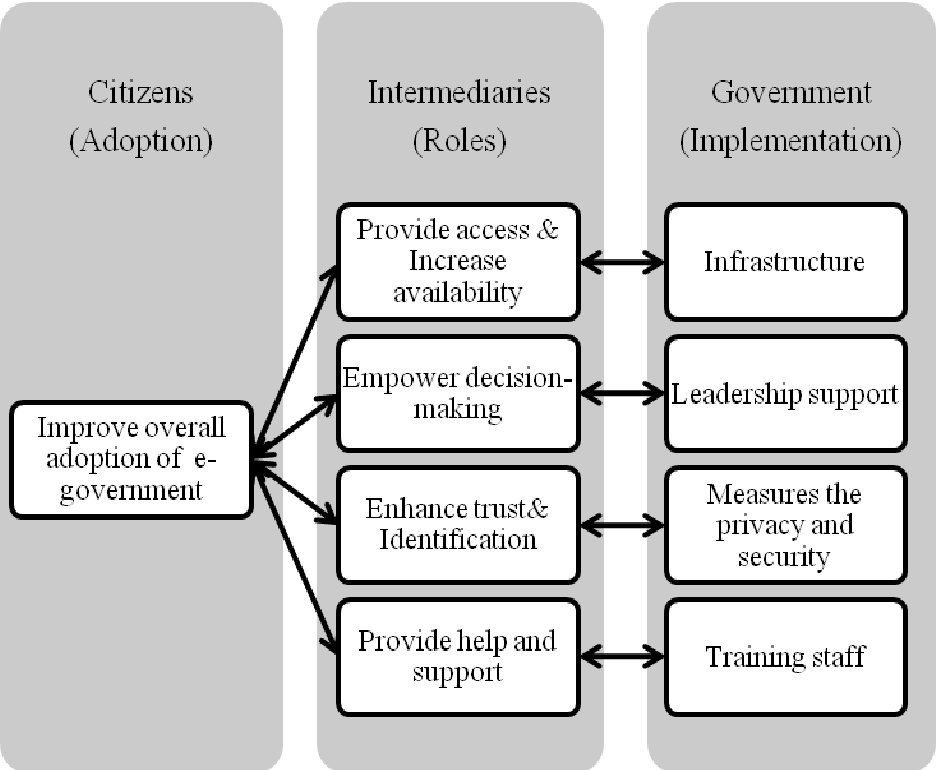 Citizens
(Adoption)
Improve overall
adoption of e-
government
Intermediaries
(Roles)
Provide access &
Increase
availability
Empower decision-
making
Enhance trust&
Identification
Provide help and
support
Government
(Implementation)
Infrastructure
Leadership support
Measures the
privacy and
security
Training staff